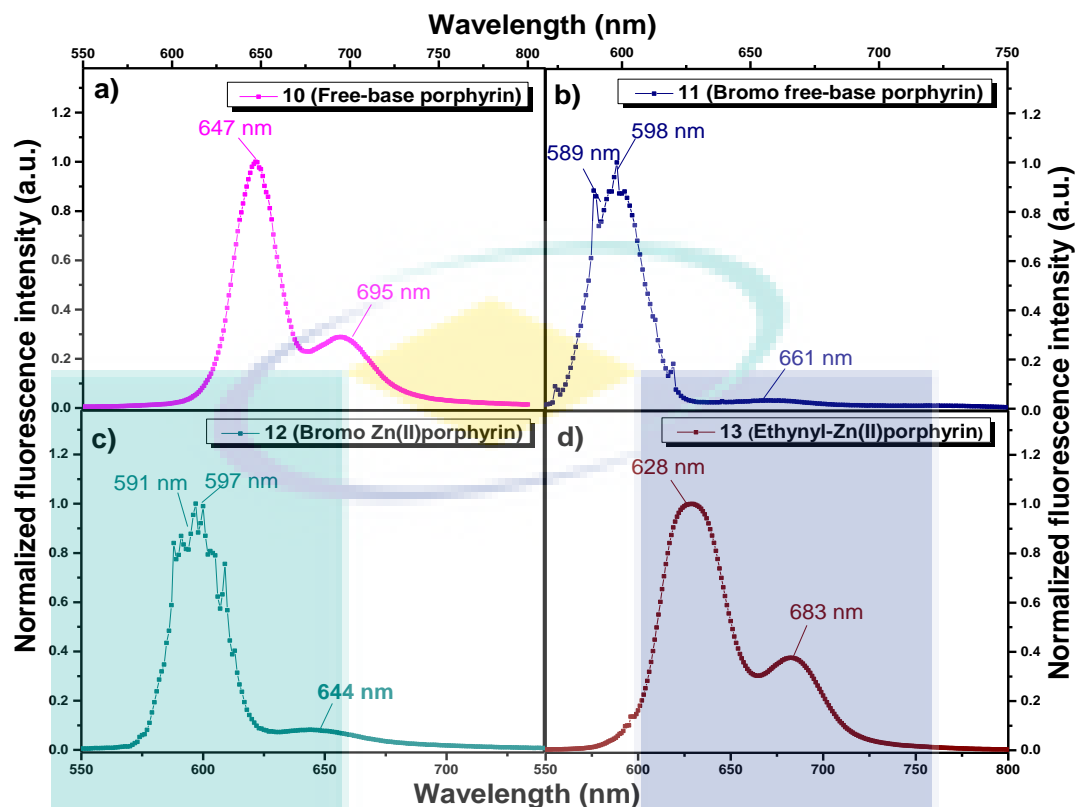 Wavelength (nm)
550 600 650 700 750 800
600 650 700 750
Normalized fluorescence intensity (a.u.)
a)
10 (Free-base porphyrin)
1.2
1.0
0.8
0.6
0.4
0.2
0.0
647 nm
695 nm
b)
11 (Bromo free-base porphyrin)
589 nm
598 nm
661 nm
1.2
1.0
0.8
0.6
0.4
0.2
0.0
Normalized fluorescence intensity (a.u.)
Normalized fluorescence intensity (a.u.)
c)
12 (Bromo Zn(II)porphyrin)
1.2
1.0
0.8
0.6
0.4
0.2
0.0
591 nm
597 nm
644 nm
d)
13 (Ethynyl-Zn(II)porphyrin)
628 nm
683 nm
1.2
1.0
0.8
0.6
0.4
0.2
0.0
Normalized fluorescence intensity (a.u.)
550 600 650 700
550 600 650 700 750 800
Wavelength (nm)